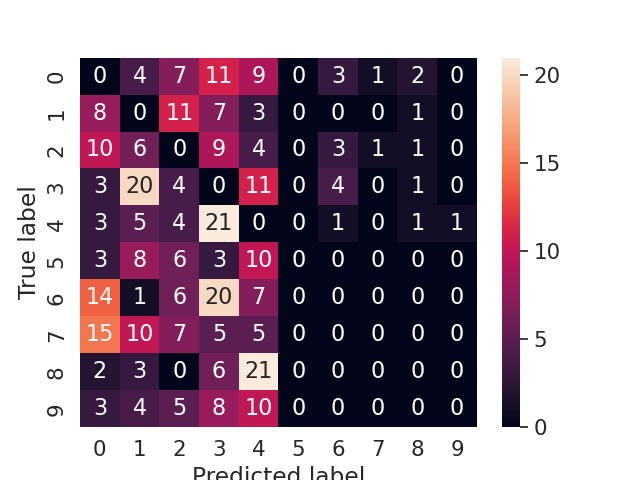 0 0 4 7 11 9 0 3 1 2 0
1 8 0 11 7 3 0 0 0 1 0
2 10 6 0 9 4 0 3 1 1 0
3 3 20 4 0 11 0 4 0 1 0
4 3 5 4 21 0 0 1 0 1 1
5 3 8 6 3 10 0 0 0 0 0
6 14 1 6 20 7 0 0 0 0 0
7 15 10 7 5 5 0 0 0 0 0
8 2 3 0 6 21 0 0 0 0 0
9 3 4 5 8 10 0 0 0 0 0
0 1 2 3 4 5 6 7 8 9
Predicted label
True label
20
15
10
5
0